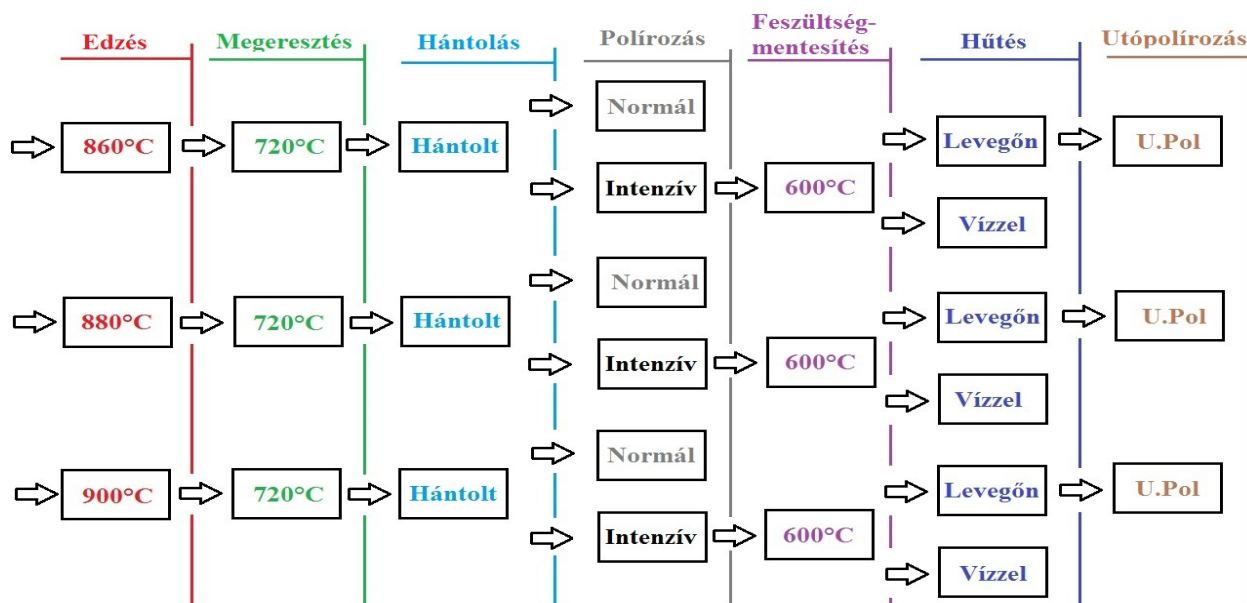 Edzés
Megeresztés
Hántolás
Polírozás
Feszültség-
mentesítés
Hűtés
Utópolírozás
860°C
720°C
Hántolt
Normál
Intenzív
600°C
Levegőn
Vízzel
U.Pol
880°C
720°C
Hántolt
Normál
Intenzív
600°C
Levegőn
Vízzel
U.Pol
900°C
720°C
Hántolt
Normál
Intenzív
600°C
Levegőn
Vízzel
U.Pol